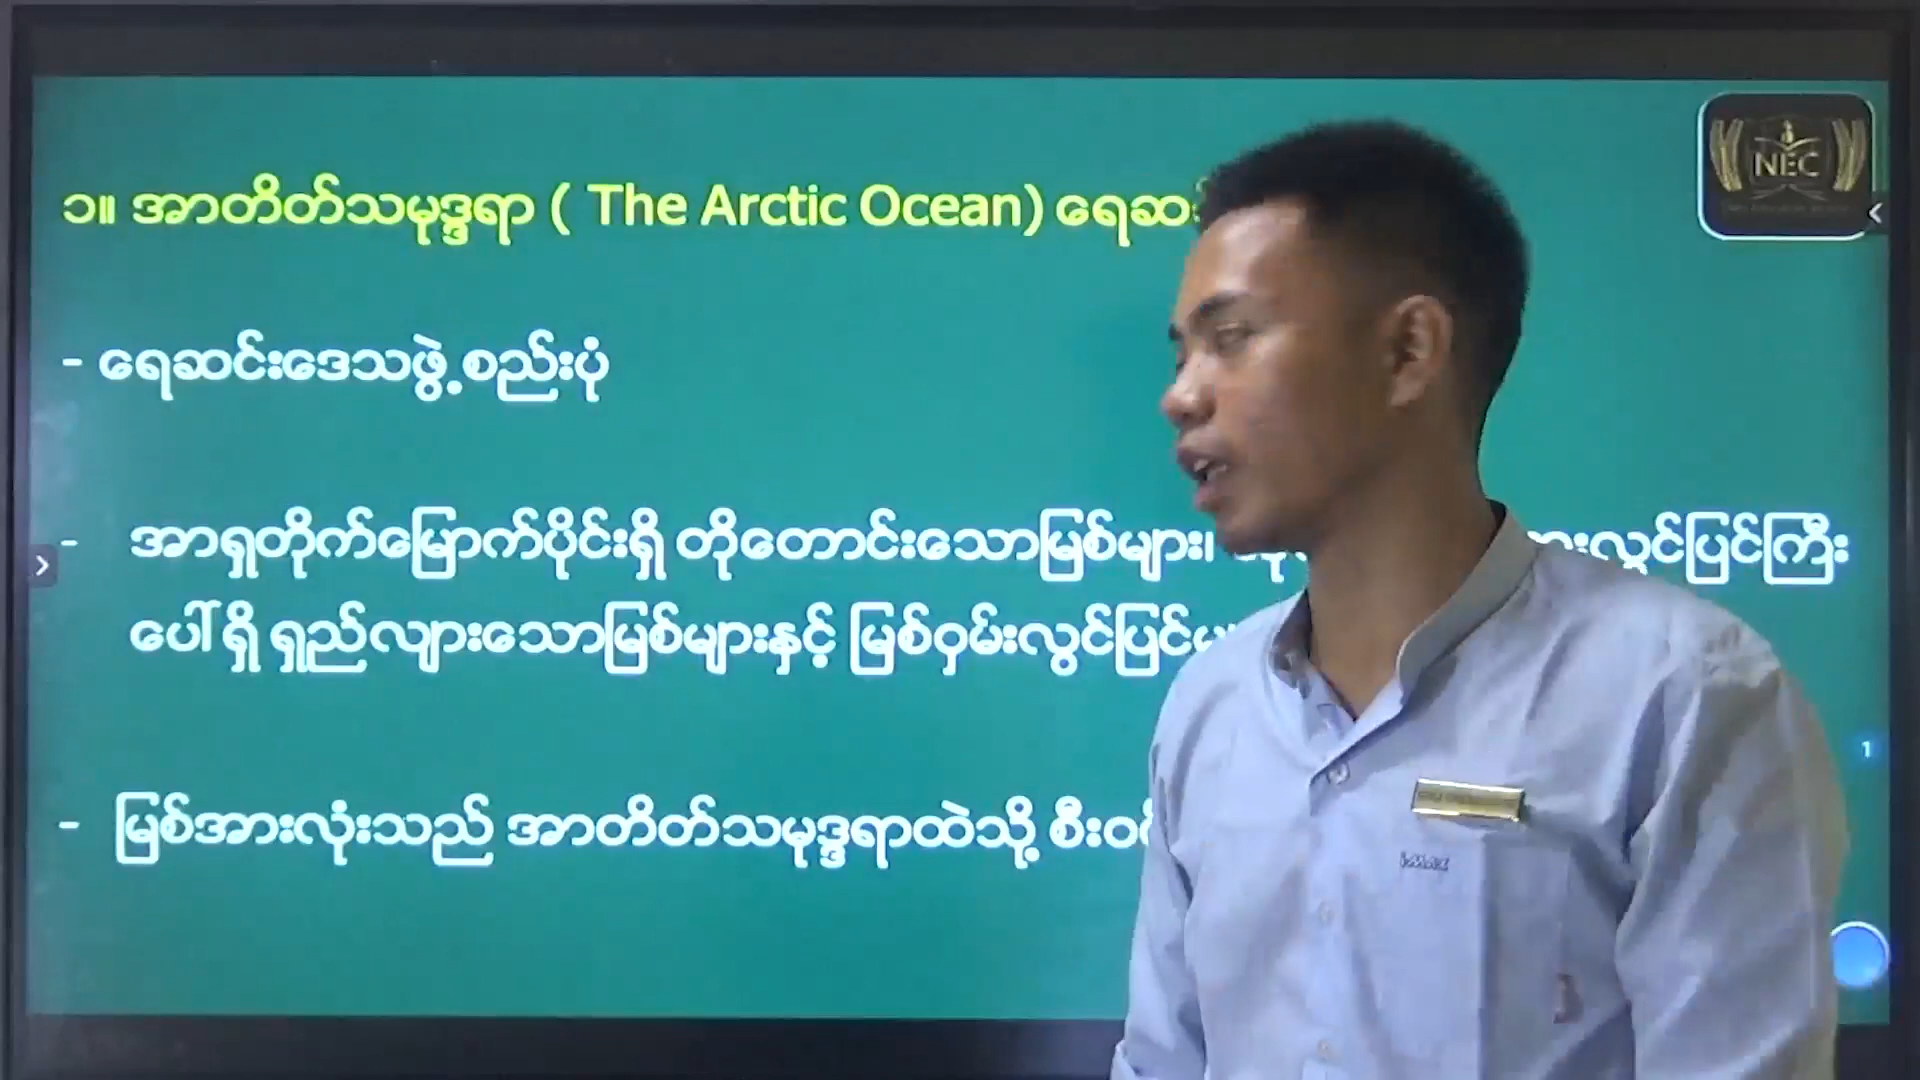 ၁။ အာတိတ်သမုဒ္ဒရာ ( The Arctic Ocean) ရေဆ
NEC
- ရေဆင်းဒေသဖွဲ့စည်းပုံ
- အာရှတိုက်မြောက်ပိုင်းရှိ တိုတောင်းသောမြစ်များ၊ လွင်ပြင်ကြီး
ပေါ်ရှိ ရှည်လျားသောမြစ်များနှင့် မြစ်ဝှမ်းလွင်ပြင်
1
- မြစ်အားလုံးသည် အာတိတ်သမုဒ္ဒရာထဲသို့ စီးဝင်